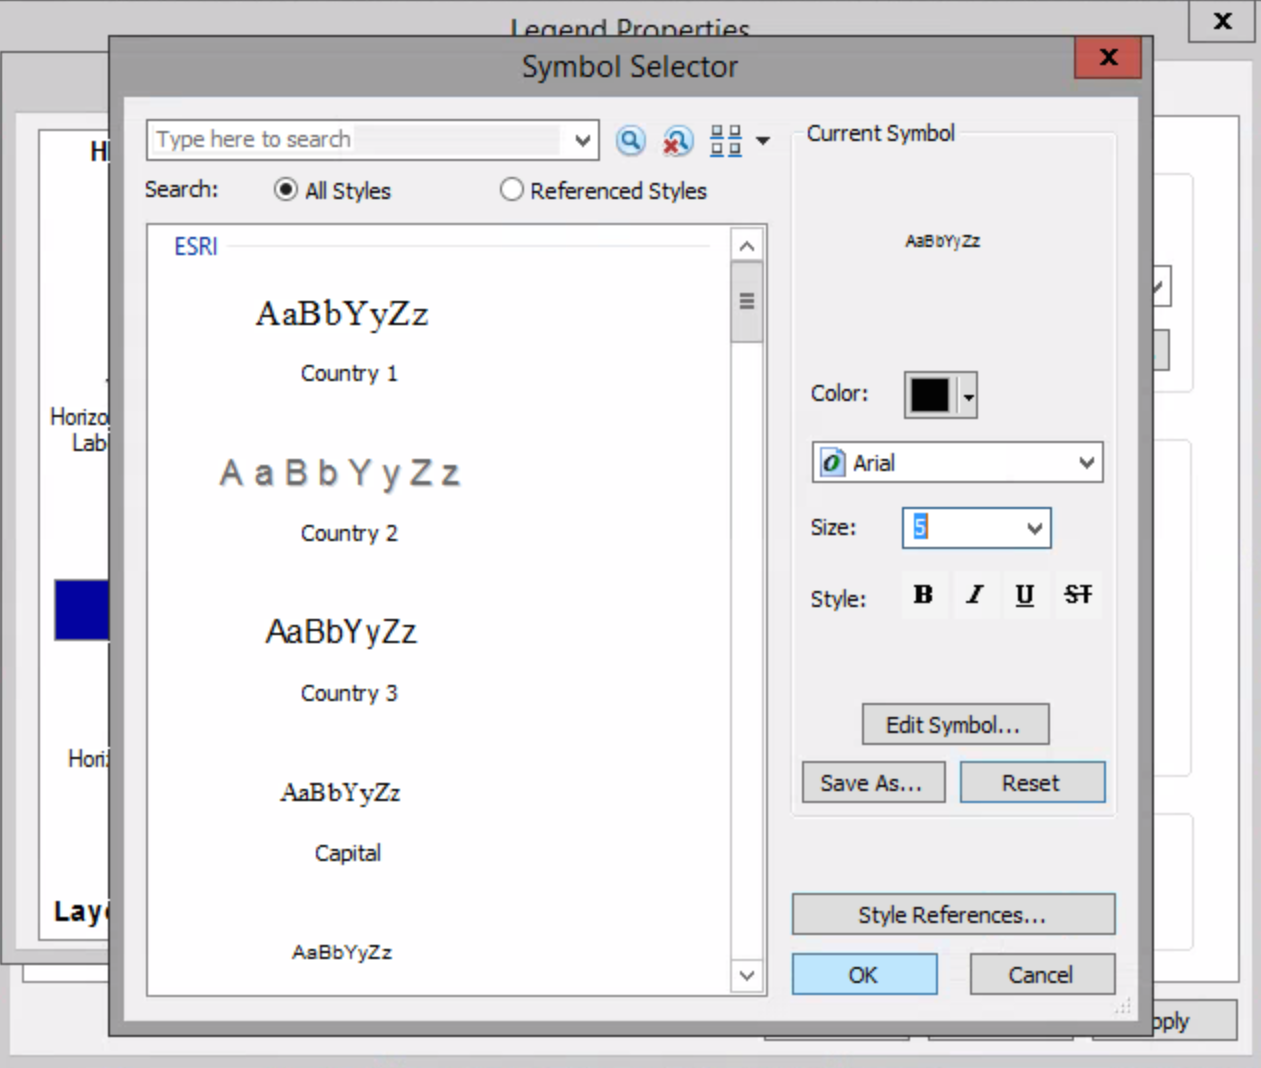 Legend Properties
x
Symbol Selector
x
Type here to search
Search:
All Styles
Referenced Styles
ESRI
AaBbYyZz
Country 1
AaBbYyZz
Country 2
AaBbYyZz
Country 3
AaBbYyZz
Capital
AaBbYyZz
Current Symbol
AaBbYyZz
Color:
Arial
Size:
5
Style:
B I U ST
Edit Symbol...
Save As...
Reset
Style References...
OK
Cancel
Horizo
Lab
Hori
Lay
pply